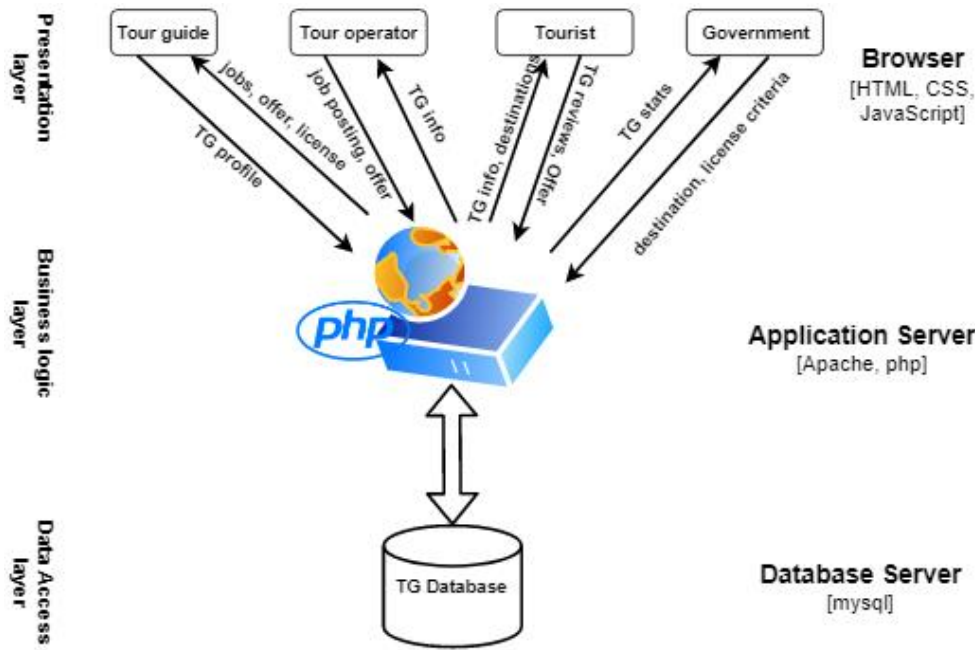 Presentation
layer
Tour guide
Tour operator
Tourist
Government
Browser
[HTML, CSS,
JavaScript]
TG profile
jobs, offer, license
job posting, offer
TG info
TG info, destinations
TG reviews, Offer
TG stats
destination, license criteria
Business logic
layer
php
Application Server
[Apache, php]
Data Access
layer
TG Database
Database Server
[mysql]